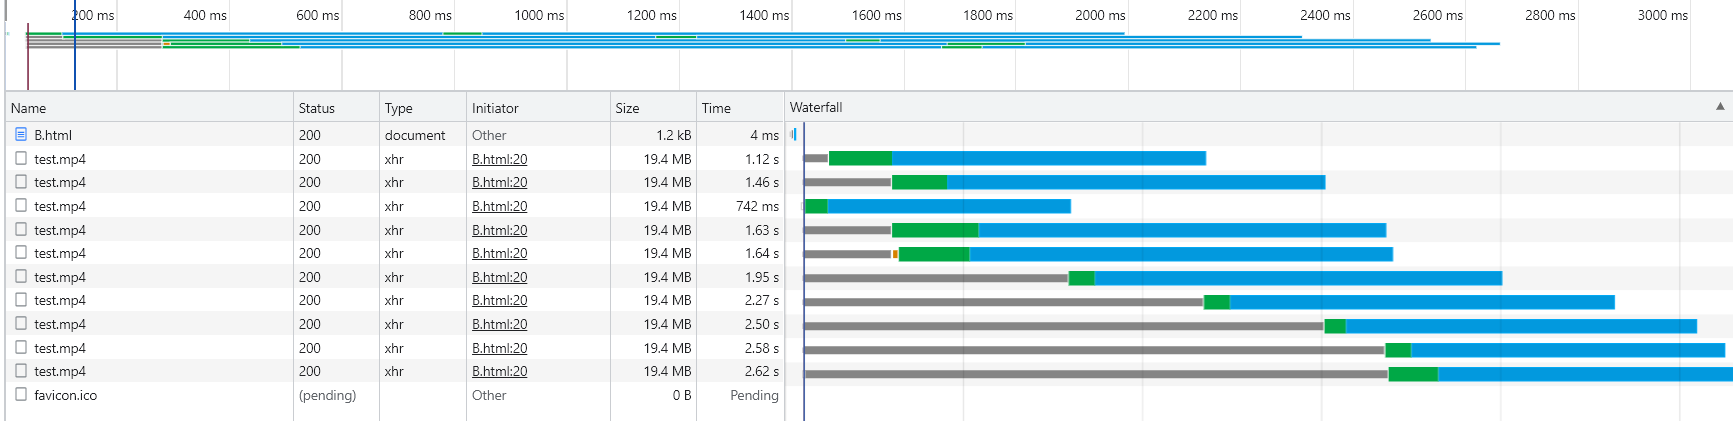 200 ms 400 ms 600 ms 800 ms 1000 ms 1200 ms 1400 ms 1600 ms 1800 ms 2000 ms 2200 ms 2400 ms 2600 ms 2800 ms 3000 ms
Name Status Type Initiator Size Time Waterfall ▲
B.html 200 document Other 1.2 kB 4 ms
test.mp4 200 xhr B.html:20 19.4 MB 1.12 s
test.mp4 200 xhr B.html:20 19.4 MB 1.46 s
test.mp4 200 xhr B.html:20 19.4 MB 742 ms
test.mp4 200 xhr B.html:20 19.4 MB 1.63 s
test.mp4 200 xhr B.html:20 19.4 MB 1.64 s
test.mp4 200 xhr B.html:20 19.4 MB 1.95 s
test.mp4 200 xhr B.html:20 19.4 MB 2.27 s
test.mp4 200 xhr B.html:20 19.4 MB 2.50 s
test.mp4 200 xhr B.html:20 19.4 MB 2.58 s
test.mp4 200 xhr B.html:20 19.4 MB 2.62 s
favicon.ico (pending) Other 0 B Pending